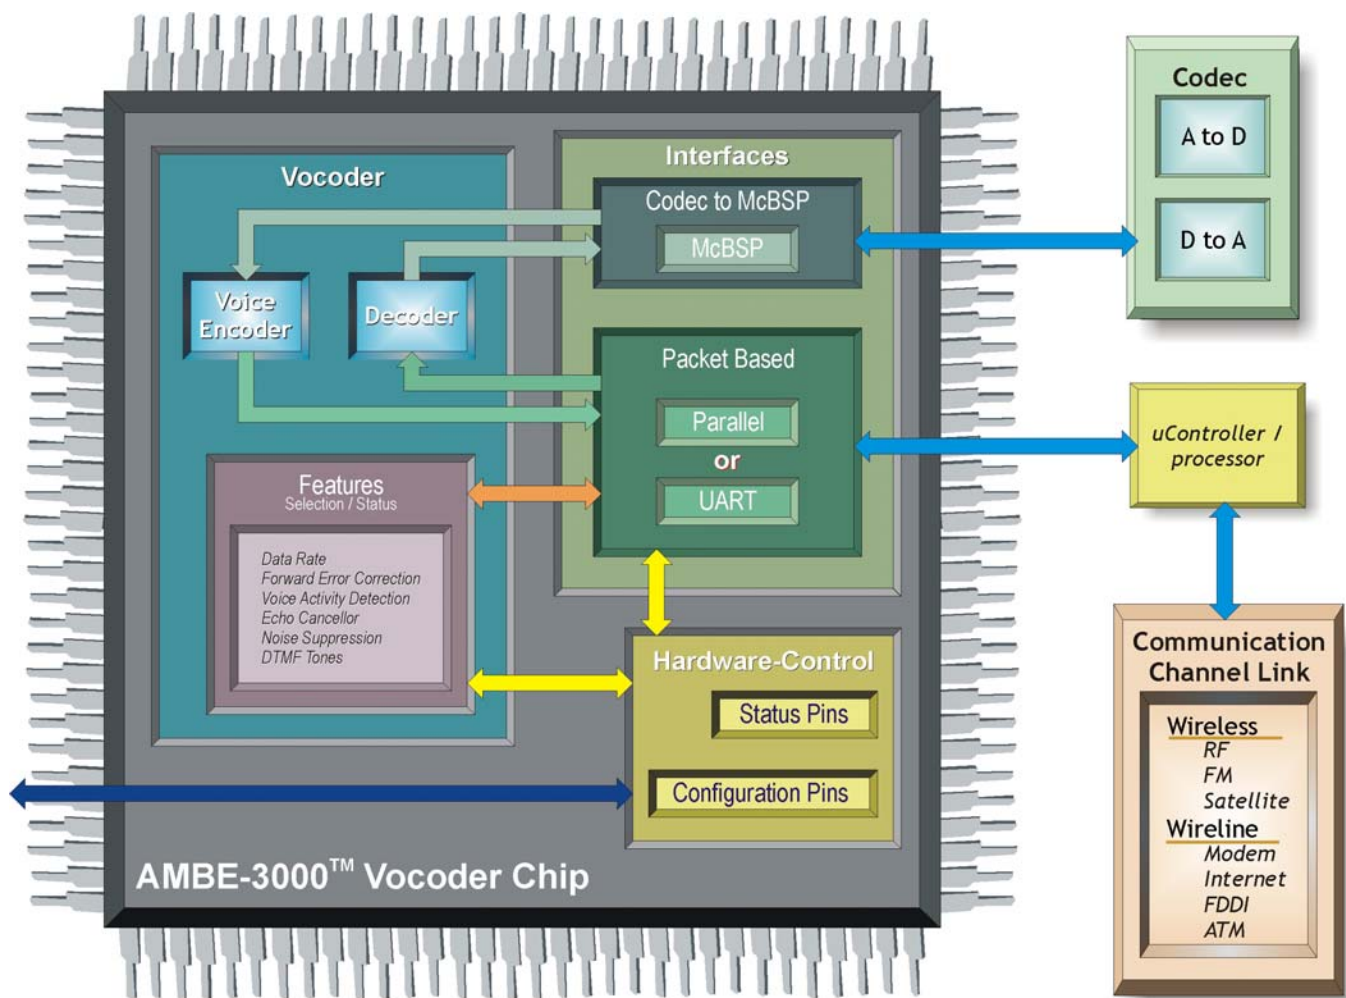 Vocoder
Voice
Encoder
Decoder
Features
Selection / Status
Data Rate
Forward Error Correction
Voice Activity Detection
Echo Cancellor
Noise Suppression
DTMF Tones
Interfaces
Codec to McBSP
McBSP
Packet Based
Parallel
or
UART
Hardware-Control
Status Pins
Configuration Pins
AMBE-3000™ Vocoder Chip
Codec
A to D
D to A
uController /
processor
Communication
Channel Link
Wireless
RF
FM
Satellite
Wireline
Modem
Internet
FDDI
ATM